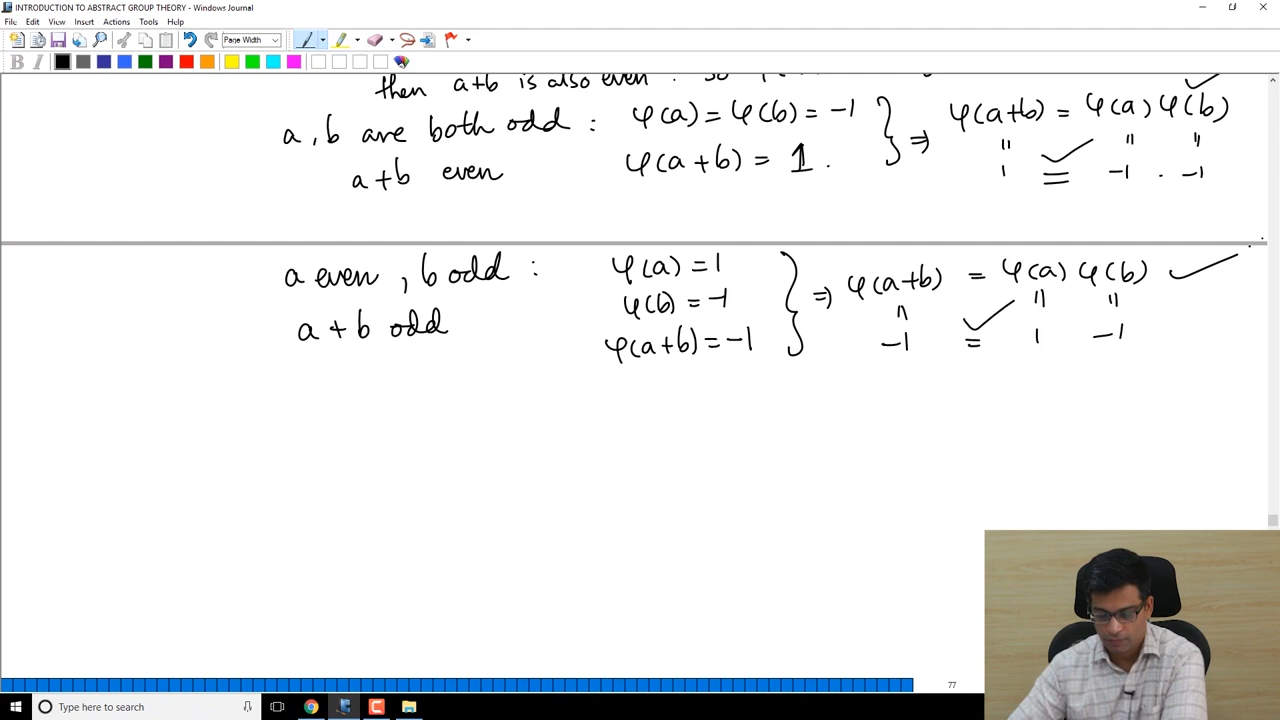 INTRODUCTION TO ABSTRACT GROUP THEORY - Windows Journal
File Edit View Insert Actions Tools Help
Page Width
B I
then a+b is also even. So
a, b are both odd : φ(a) = φ(b) = -1 } ⇒ φ(a+b) = φ(a) φ(b) ✓
a+b even φ(a+b) = 1. " " "
1 = ✓ -1 . -1
a even, b odd : φ(a) = 1 } ⇒ φ(a+b) = φ(a) φ(b) ✓
φ(b) = -1 " " "
a + b odd φ(a+b) = -1 -1 = ✓ 1 -1
77
Type here to search